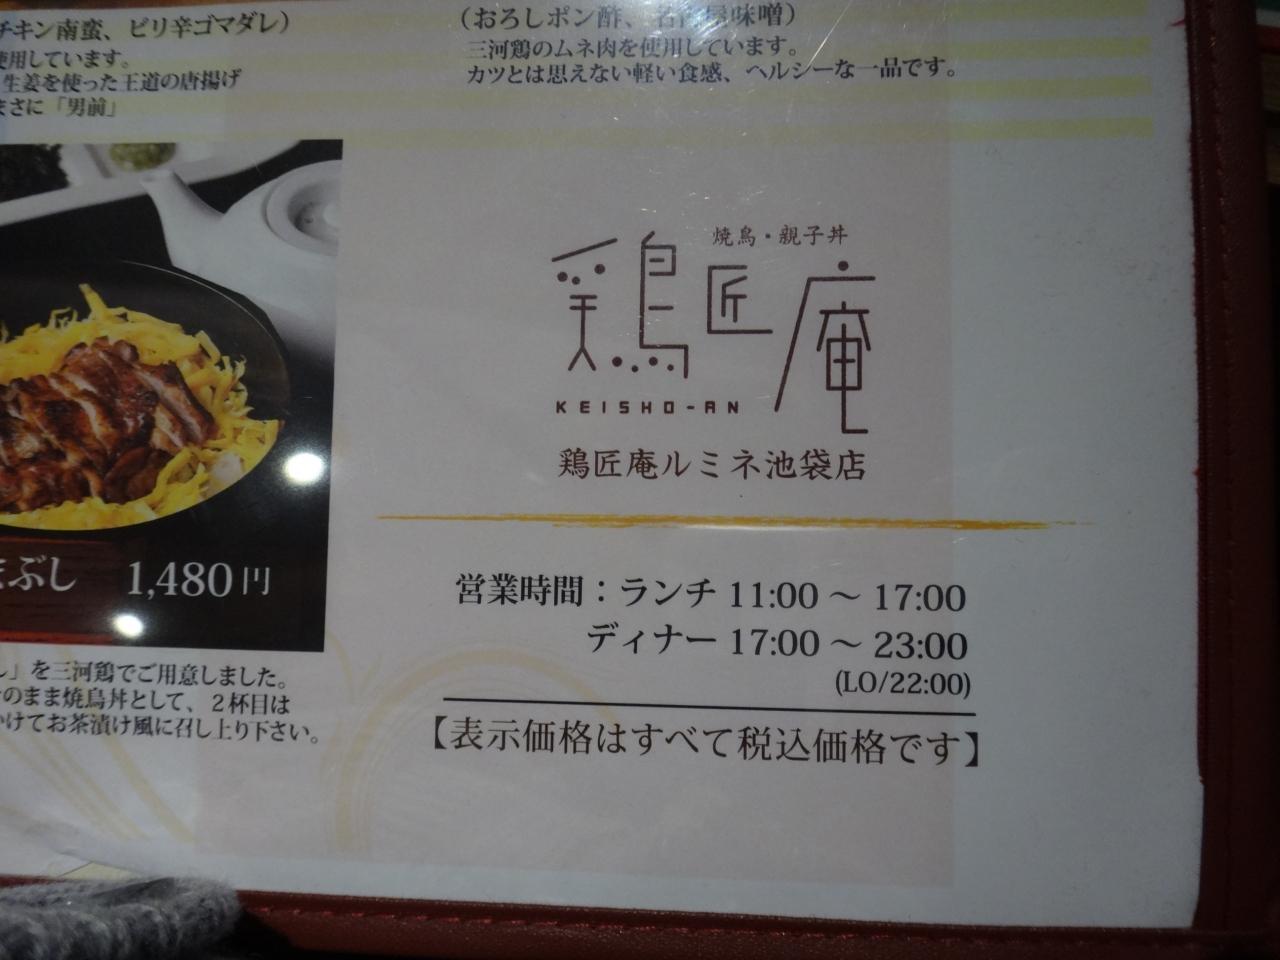 チキン南蛮、ピリ辛ゴマダレ)
使用しています。
生姜を使った王道の唐揚げ
まさに「男前」
(おろしポン酢、名古屋味噌)
三河鶏のムネ肉を使用しています。
カツとは思えない軽い食感、ヘルシーな一品です。
焼鳥・親子丼
鶏匠庵
KEISHO-AN
鶏匠庵ルミネ池袋店
まぶし 1,480円
し」を三河鶏でご用意しました。
のまま焼鳥丼として、２杯目は
かけてお茶漬け風に召し上り下さい。
営業時間：ランチ 11:00 ～ 17:00
ディナー 17:00 ～ 23:00
(LO/22:00)
【表示価格はすべて税込価格です】